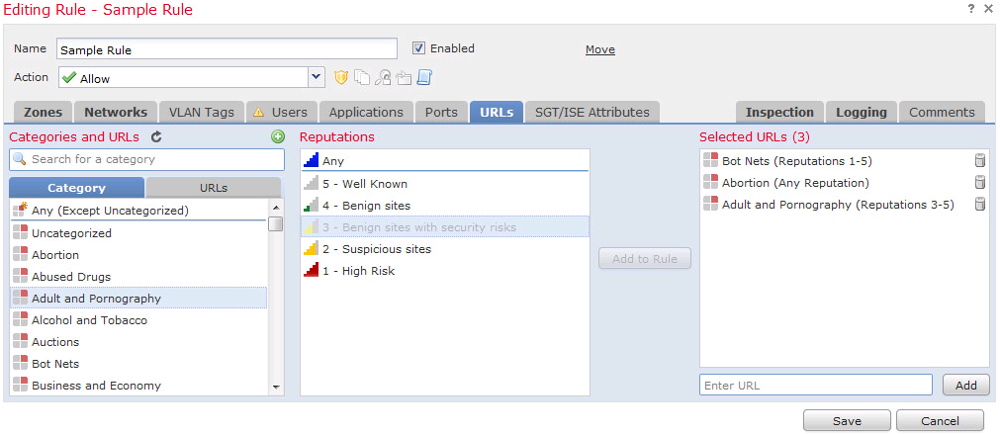 Editing Rule - Sample Rule ? ×
Name Sample Rule Enabled Move
Action Allow
Zones Networks VLAN Tags Users Applications Ports URLs SGT/ISE Attributes Inspection Logging Comments
Categories and URLs
Search for a category
Category URLs
Any (Except Uncategorized)
Uncategorized
Abortion
Abused Drugs
Adult and Pornography
Alcohol and Tobacco
Auctions
Bot Nets
Business and Economy
Reputations
Any
5 - Well Known
4 - Benign sites
3 - Benign sites with security risks
2 - Suspicious sites
1 - High Risk
Add to Rule
Selected URLs (3)
Bot Nets (Reputations 1-5)
Abortion (Any Reputation)
Adult and Pornography (Reputations 3-5)
Enter URL Add
Save Cancel